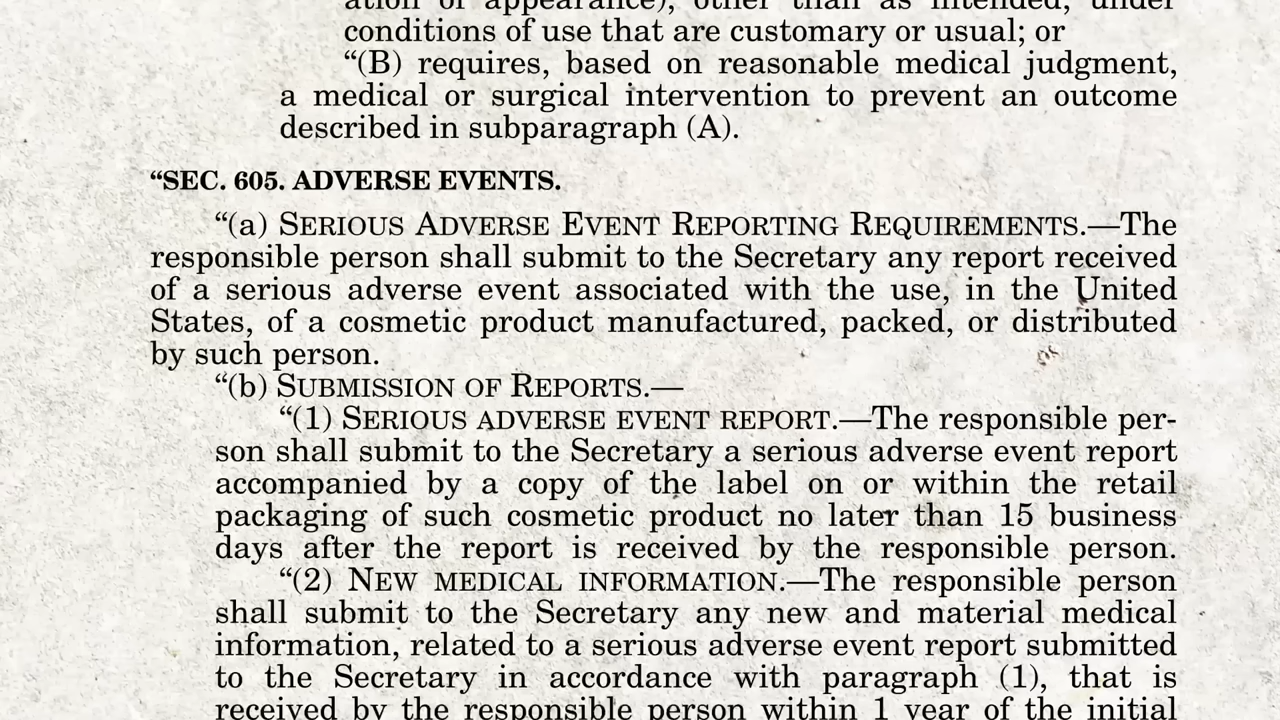 ation of appearance), other than as intended, under
conditions of use that are customary or usual; or
“(B) requires, based on reasonable medical judgment,
a medical or surgical intervention to prevent an outcome
described in subparagraph (A).
“SEC. 605. ADVERSE EVENTS.
“(a) SERIOUS ADVERSE EVENT REPORTING REQUIREMENTS.—The
responsible person shall submit to the Secretary any report received
of a serious adverse event associated with the use, in the United
States, of a cosmetic product manufactured, packed, or distributed
by such person.
“(b) SUBMISSION OF REPORTS.—
“(1) SERIOUS ADVERSE EVENT REPORT.—The responsible per-
son shall submit to the Secretary a serious adverse event report
accompanied by a copy of the label on or within the retail
packaging of such cosmetic product no later than 15 business
days after the report is received by the responsible person.
“(2) NEW MEDICAL INFORMATION.—The responsible person
shall submit to the Secretary any new and material medical
information, related to a serious adverse event report submitted
to the Secretary in accordance with paragraph (1), that is
received by the responsible person within 1 year of the initial